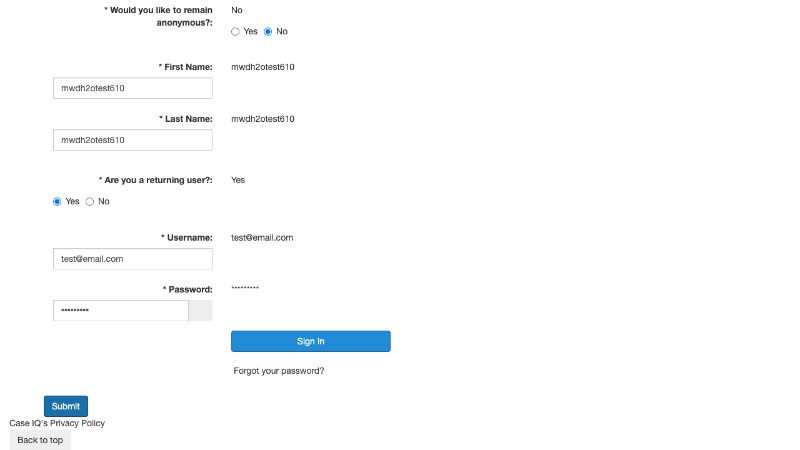 * Would you like to remain
anonymous?:
No
Yes No
* First Name:
mwdh2otest610
mwdh2otest610
* Last Name:
mwdh2otest610
mwdh2otest610
* Are you a returning user?:
Yes
Yes No
* Username:
test@email.com
test@email.com
* Password:
*********
•••••••••
Sign In
Forgot your password?
Submit
Case IQ's Privacy Policy
Back to top